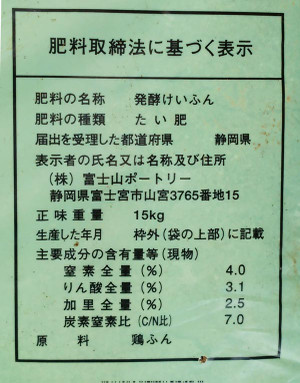 肥料取締法に基づく表示
肥料の名称 発酵けいふん
肥料の種類 たい肥
届出を受理した都道府県 静岡県
表示者の氏名又は名称及び住所
(株)富士山ポートリー
静岡県富士宮市山宮3765番地15
正味重量 15kg
生産した年月 枠外(袋の上部)に記載
主要成分の含有量等(現物)
窒素全量(%) 4.0
りん酸全量(%) 3.1
加里全量(%) 2.5
炭素窒素比(C/N比) 7.0
原料 鶏ふん